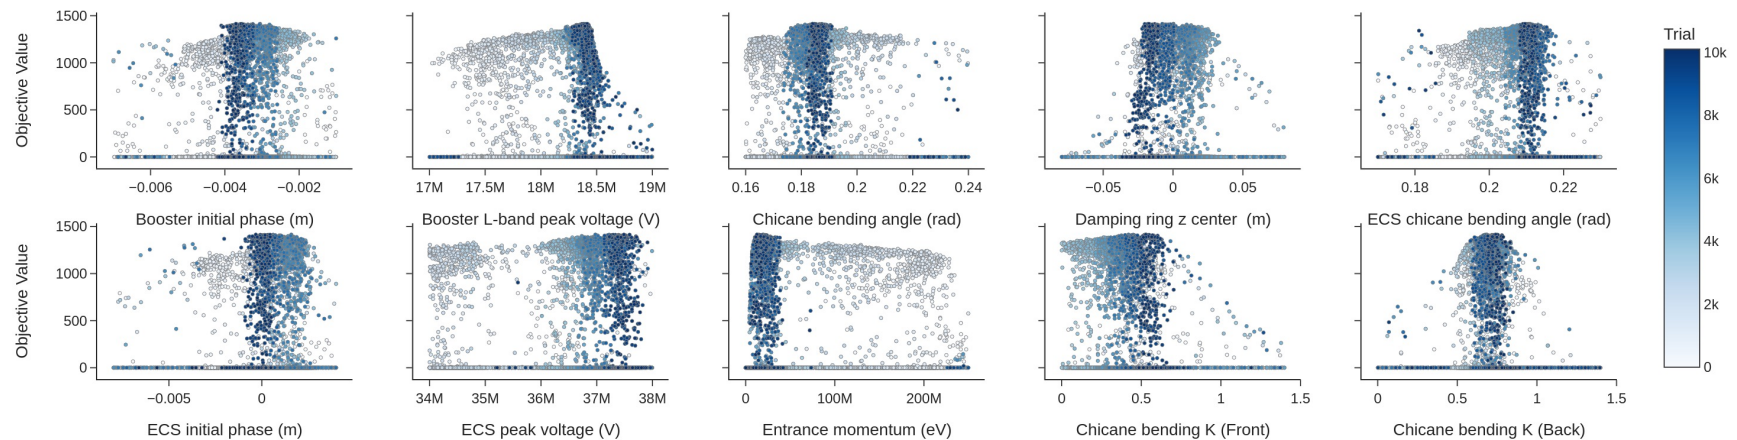 Objective Value
1500
1000
500
0
−0.006
−0.004
−0.002
Booster initial phase (m)
17M
17.5M
18M
18.5M
19M
Booster L-band peak voltage (V)
0.16
0.18
0.2
0.22
0.24
Chicane bending angle (rad)
−0.05
0
0.05
Damping ring z center (m)
0.18
0.2
0.22
ECS chicane bending angle (rad)
Trial
10k
8k
6k
4k
2k
0
Objective Value
1500
1000
500
0
−0.005
0
ECS initial phase (m)
34M
35M
36M
37M
38M
ECS peak voltage (V)
0
100M
200M
Entrance momentum (eV)
0
0.5
1
1.5
Chicane bending K (Front)
0
0.5
1
1.5
Chicane bending K (Back)